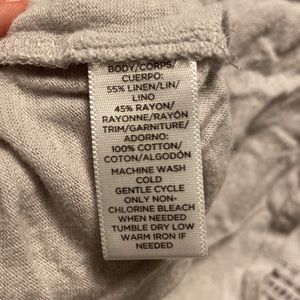 BODY/CORPS/
CUERPO:
55% LINEN/LIN/
LINO
45% RAYON/
RAYONNE/RAYÓN
TRIM/GARNITURE/
ADORNO:
100% COTTON/
COTON/ALGODÓN
MACHINE WASH
COLD
GENTLE CYCLE
ONLY NON-
CHLORINE BLEACH
WHEN NEEDED
TUMBLE DRY LOW
WARM IRON IF
NEEDED